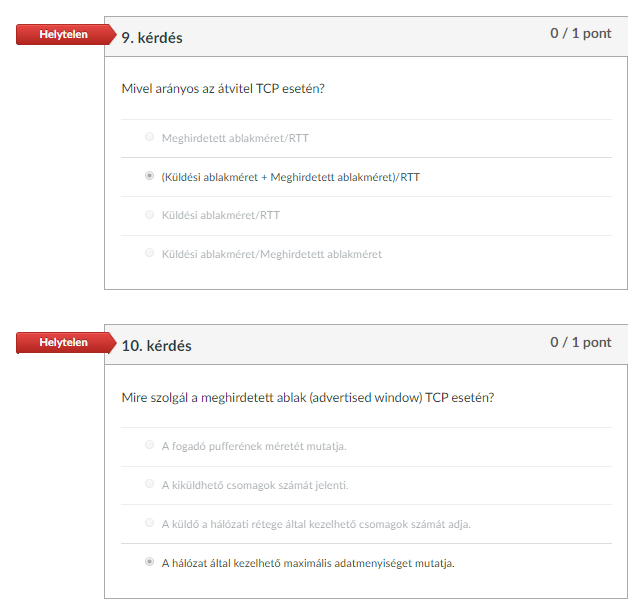 Helytelen
9. kérdés
0 / 1 pont
Mivel arányos az átvitel TCP esetén?
Meghirdetett ablakméret/RTT
(Küldési ablakméret + Meghirdetett ablakméret)/RTT
Küldési ablakméret/RTT
Küldési ablakméret/Meghirdetett ablakméret
Helytelen
10. kérdés
0 / 1 pont
Mire szolgál a meghirdetett ablak (advertised window) TCP esetén?
A fogadó pufferének méretét mutatja.
A kiküldhető csomagok számát jelenti.
A küldő a hálózati rétege által kezelhető csomagok számát adja.
A hálózat által kezelhető maximális adatmenyiséget mutatja.